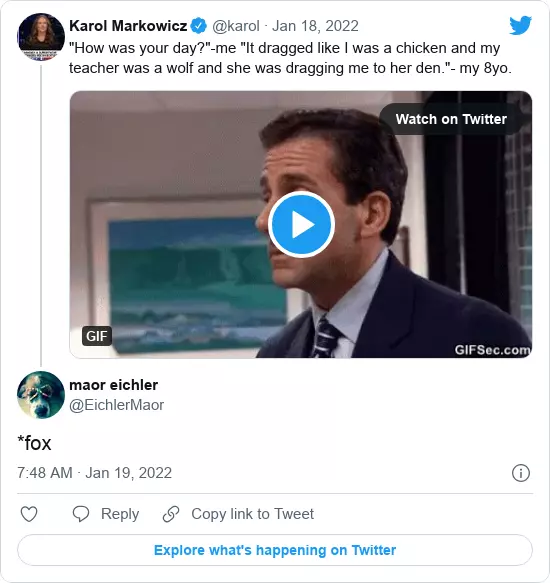 Karol Markowicz @karol · Jan 18, 2022
"How was your day?"-me "It dragged like I was a chicken and my
teacher was a wolf and she was dragging me to her den."- my 8yo.
Watch on Twitter
GIF
GIFSec.com
maor eichler
@EichlerMaor
*fox
7:48 AM · Jan 19, 2022
Reply
Copy link to Tweet
Explore what's happening on Twitter